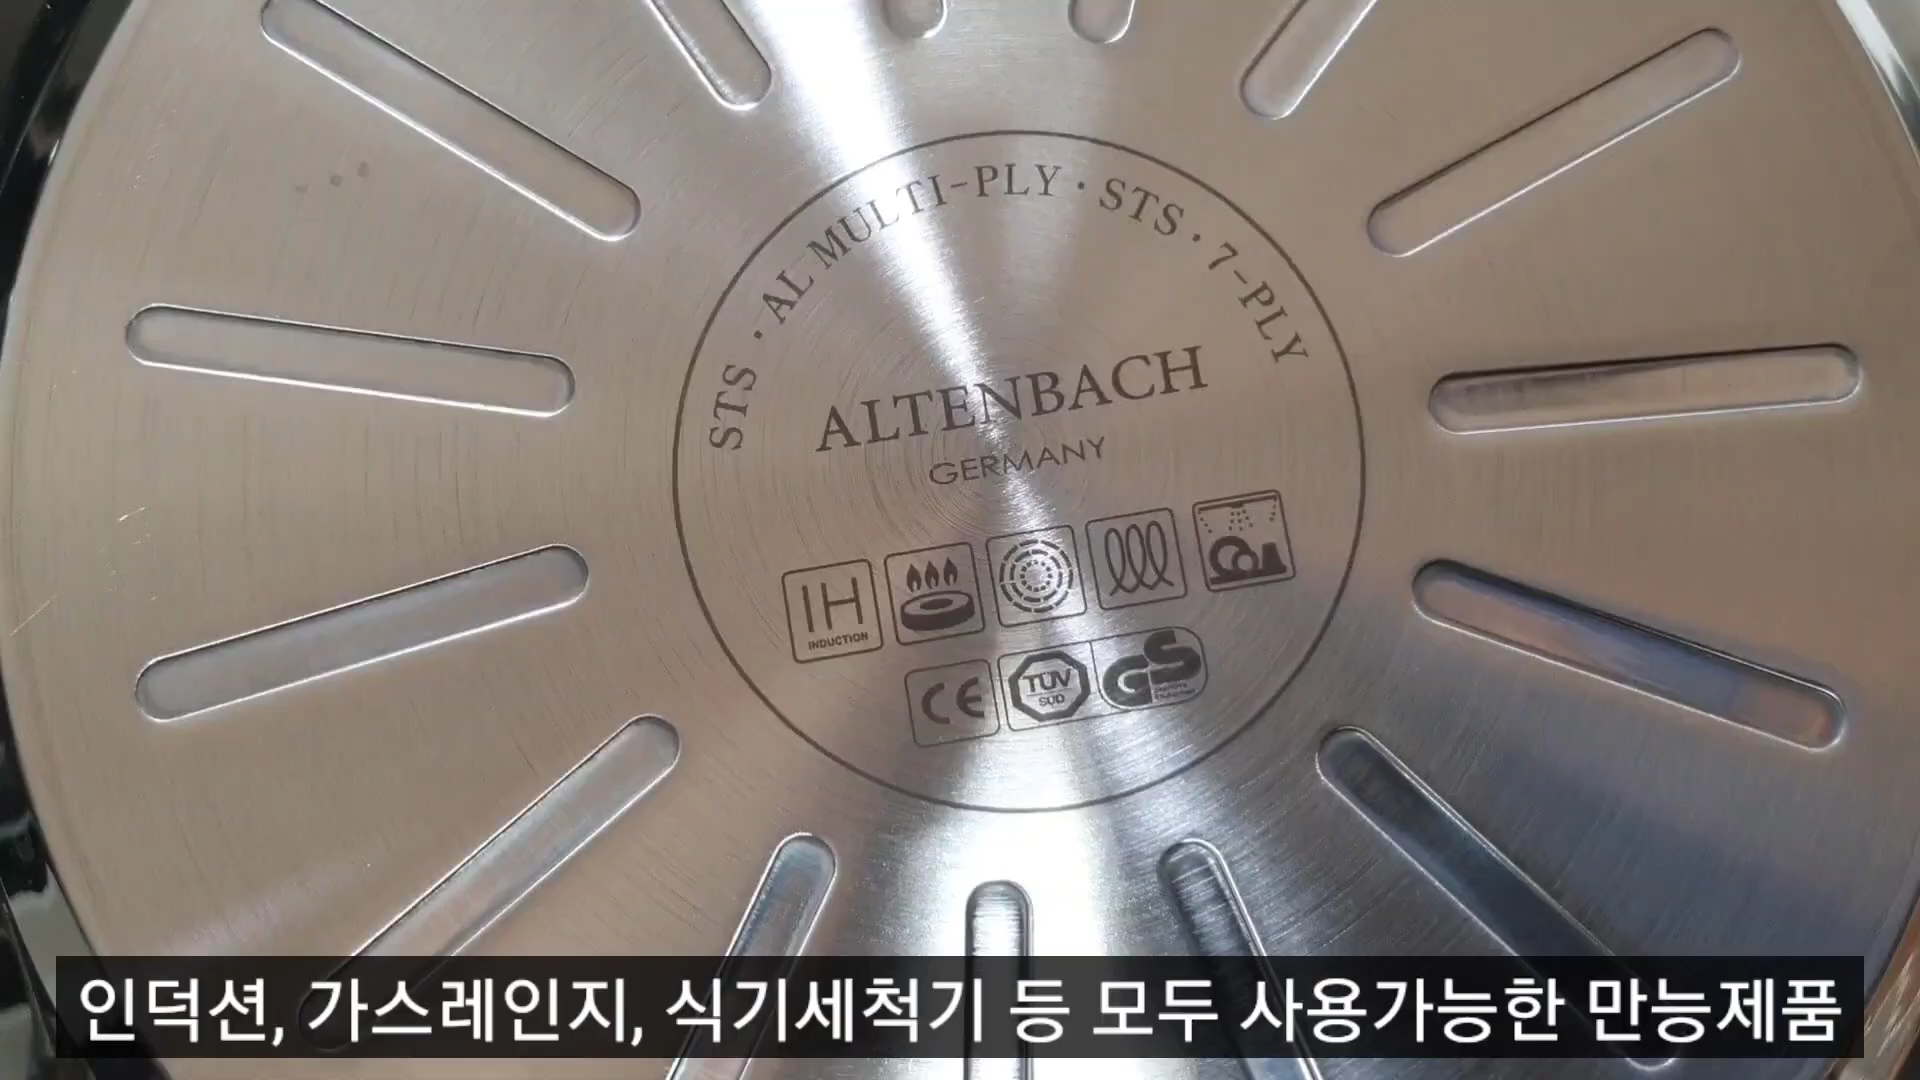 STS · AL MULTI-PLY · STS · 7-PLY
ALTENBACH
GERMANY
IH
INDUCTION
CE
TÜV
SÜD
GS
인덕션, 가스레인지, 식기세척기 등 모두 사용가능한 만능제품